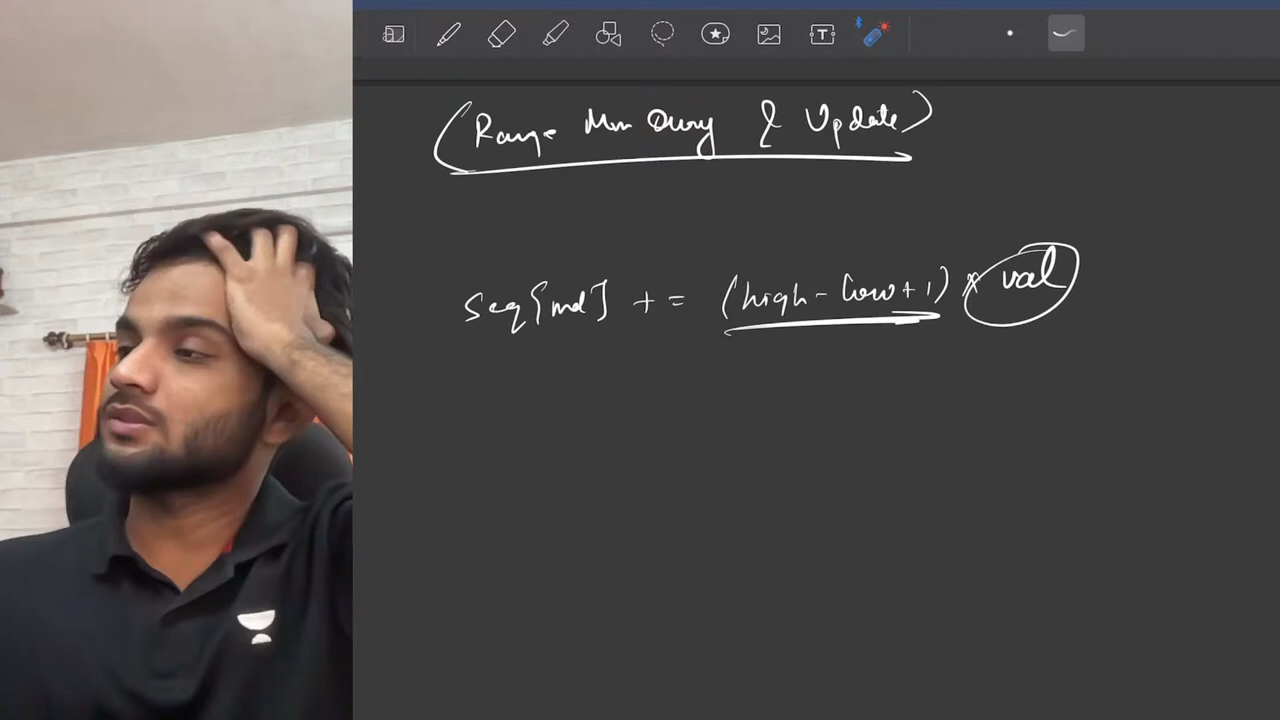 (Range Min Query & Update)
seg[ind] += (high - low + 1) x val
T